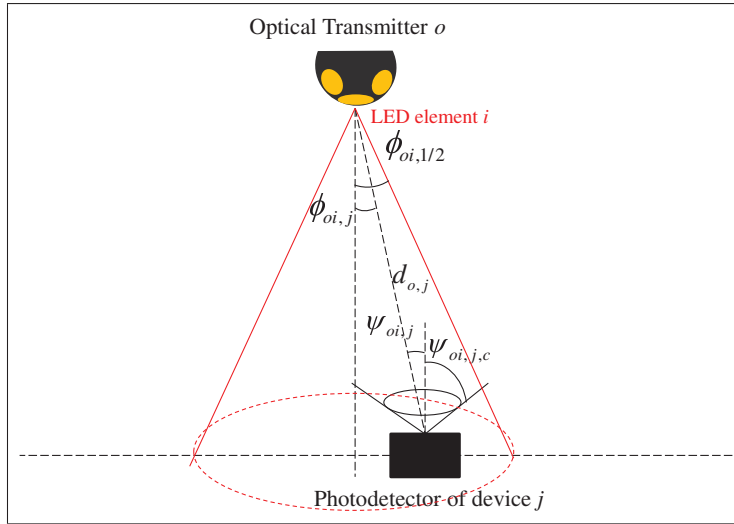 Optical Transmitter o
LED element i
ϕoi,1/2
ϕoi,j
do,j
ψoi,j
ψoi,j,c
Photodetector of device j